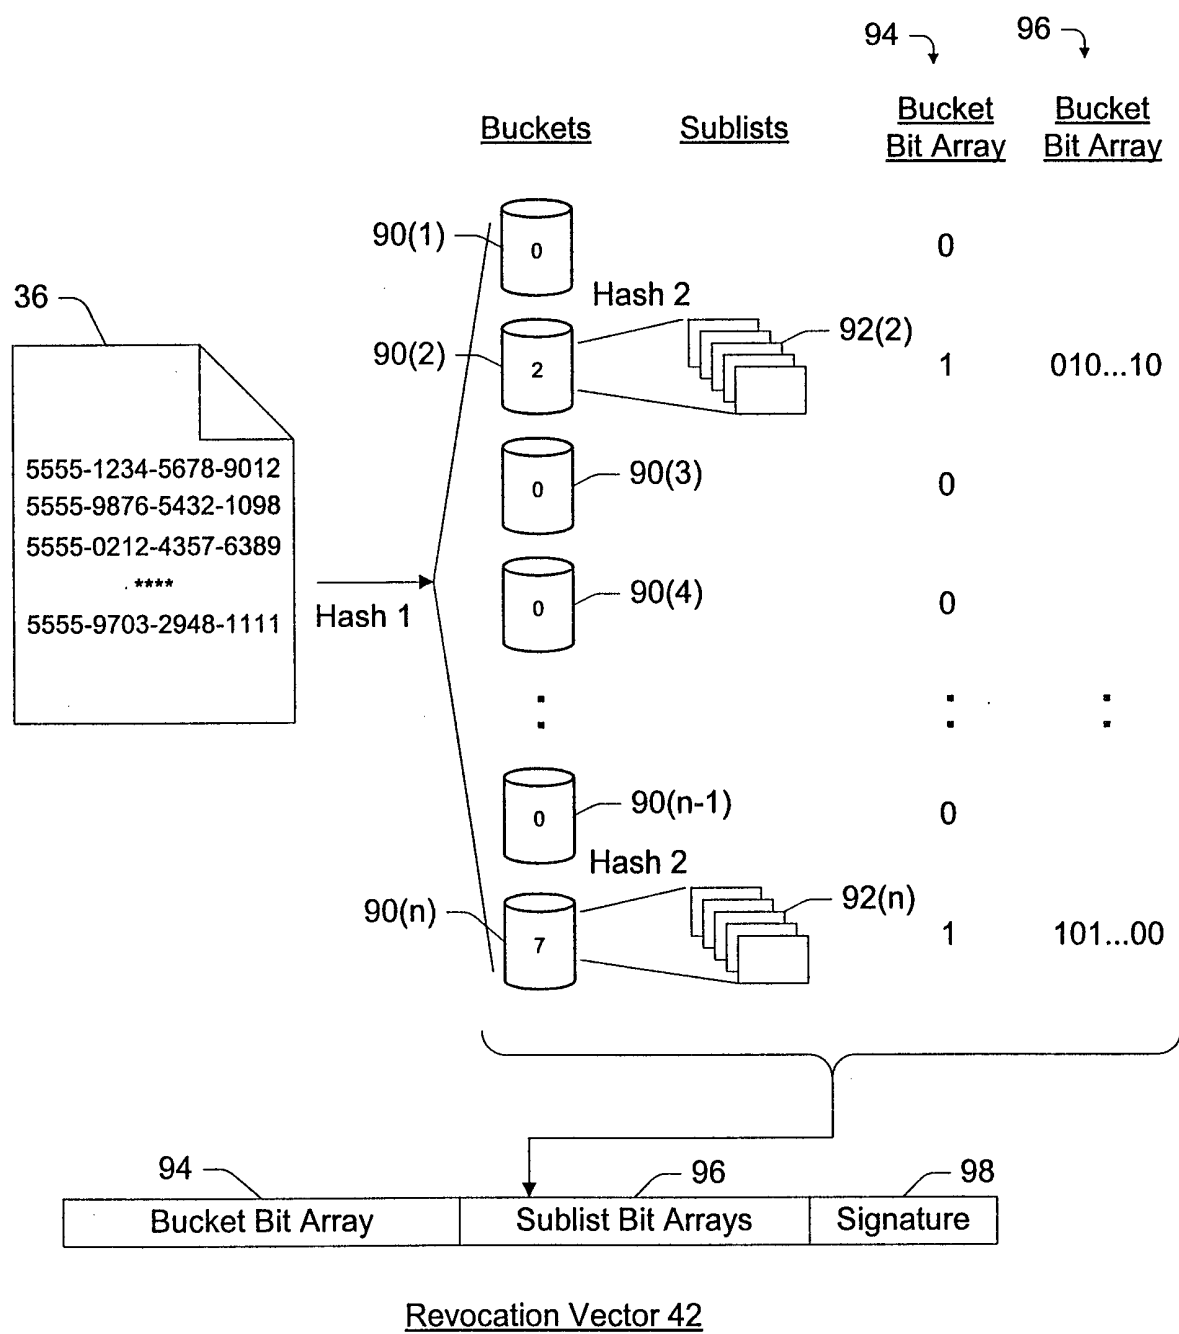 94 96
Bucket Bit Array Bucket Bit Array
Buckets Sublists
90(1) 0 0
Hash 2
36
90(2) 2 92(2) 1 010...10
5555-1234-5678-9012
5555-9876-5432-1098
5555-0212-4357-6389
****
5555-9703-2948-1111
Hash 1
0 90(3) 0
0 90(4) 0
0 90(n-1) 0
Hash 2
90(n) 7 92(n) 1 101...00
94 96 98
Bucket Bit Array Sublist Bit Arrays Signature
Revocation Vector 42